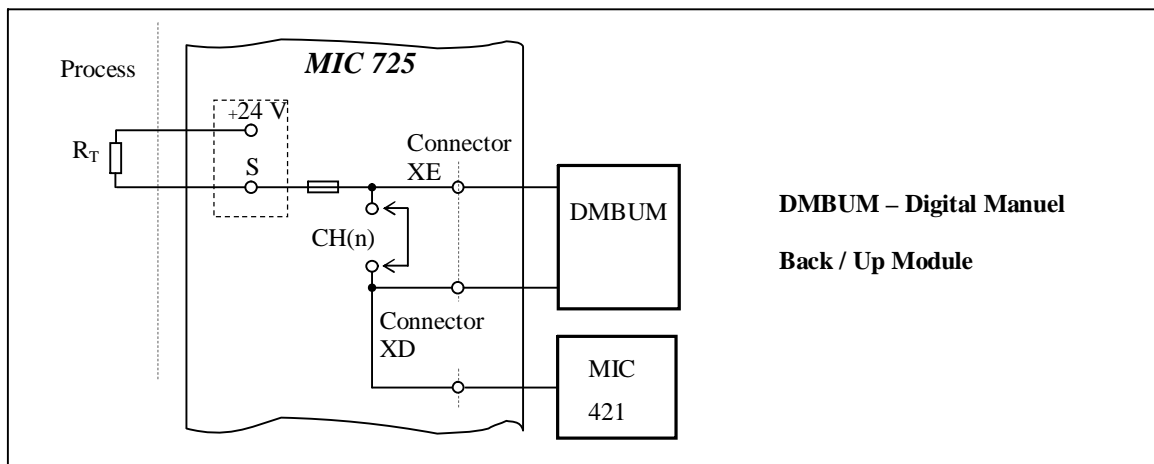 MIC 725
Process
+24 V
Connector
XE
R_T
S
DMBUM
DMBUM – Digital Manuel
CH(n)
Back / Up Module
Connector
XD
MIC
421